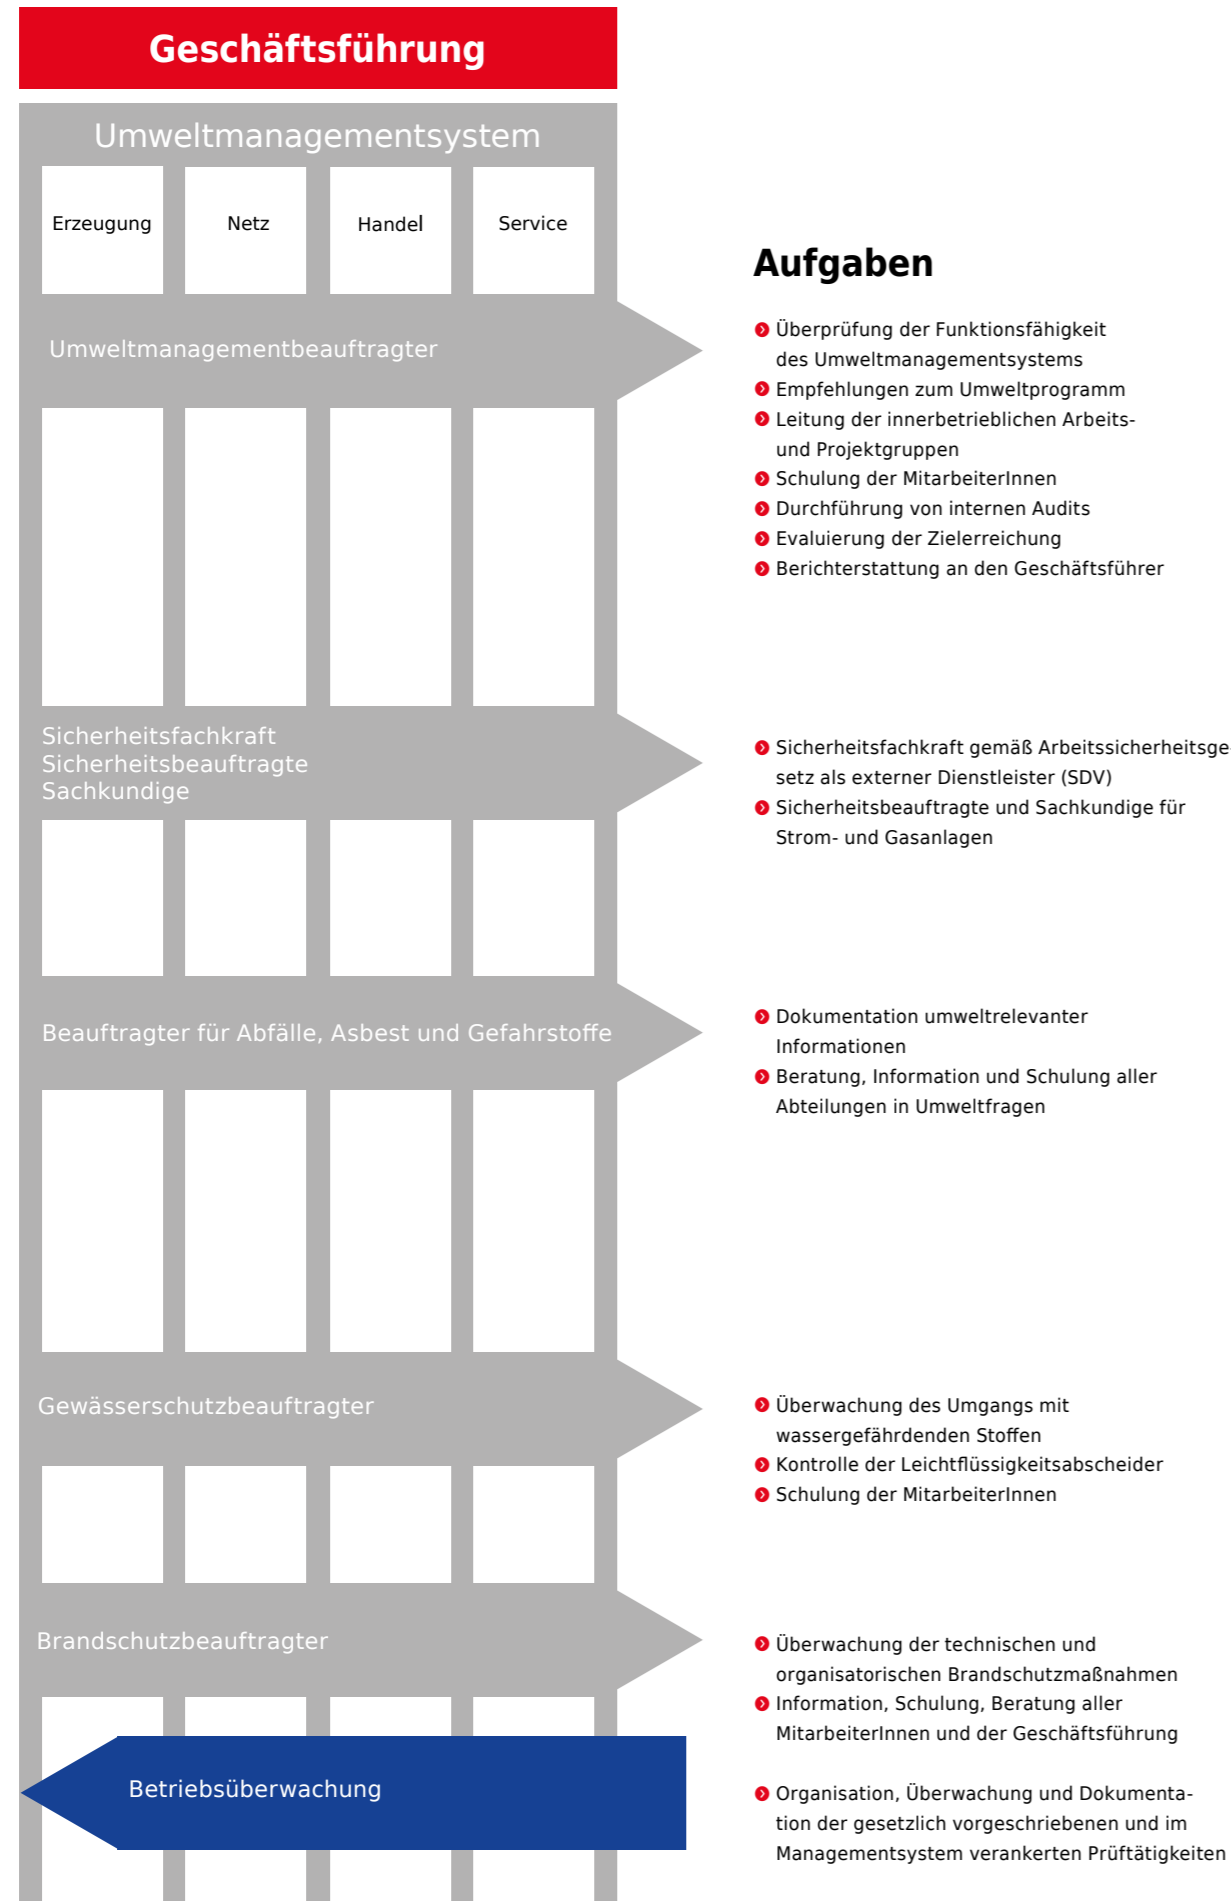 Geschäftsführung
Umweltmanagementsystem
Erzeugung
Netz
Handel
Service
Aufgaben
Umweltmanagementbeauftragter
Überprüfung der Funktionsfähigkeit
des Umweltmanagementsystems
Empfehlungen zum Umweltprogramm
Leitung der innerbetrieblichen Arbeits-
und Projektgruppen
Schulung der MitarbeiterInnen
Durchführung von internen Audits
Evaluierung der Zielerreichung
Berichterstattung an den Geschäftsführer
Sicherheitsfachkraft
Sicherheitsbeauftragte
Sachkundige
Sicherheitsfachkraft gemäß Arbeitssicherheitsge
setz als externer Dienstleister (SDV)
Sicherheitsbeauftragte und Sachkundige für
Strom- und Gasanlagen
Beauftragter für Abfälle, Asbest und Gefahrstoffe
Dokumentation umweltrelevanter
Informationen
Beratung, Information und Schulung aller
Abteilungen in Umweltfragen
Gewässerschutzbeauftragter
Überwachung des Umgangs mit
wassergefährdenden Stoffen
Kontrolle der Leichtflüssigkeitsabscheider
Schulung der MitarbeiterInnen
Brandschutzbeauftragter
Überwachung der technischen und
organisatorischen Brandschutzmaßnahmen
Information, Schulung, Beratung aller
MitarbeiterInnen und der Geschäftsführung
Betriebsüberwachung
Organisation, Überwachung und Dokumenta-
tion der gesetzlich vorgeschriebenen und im
Managementsystem verankerten Prüftätigkeiten